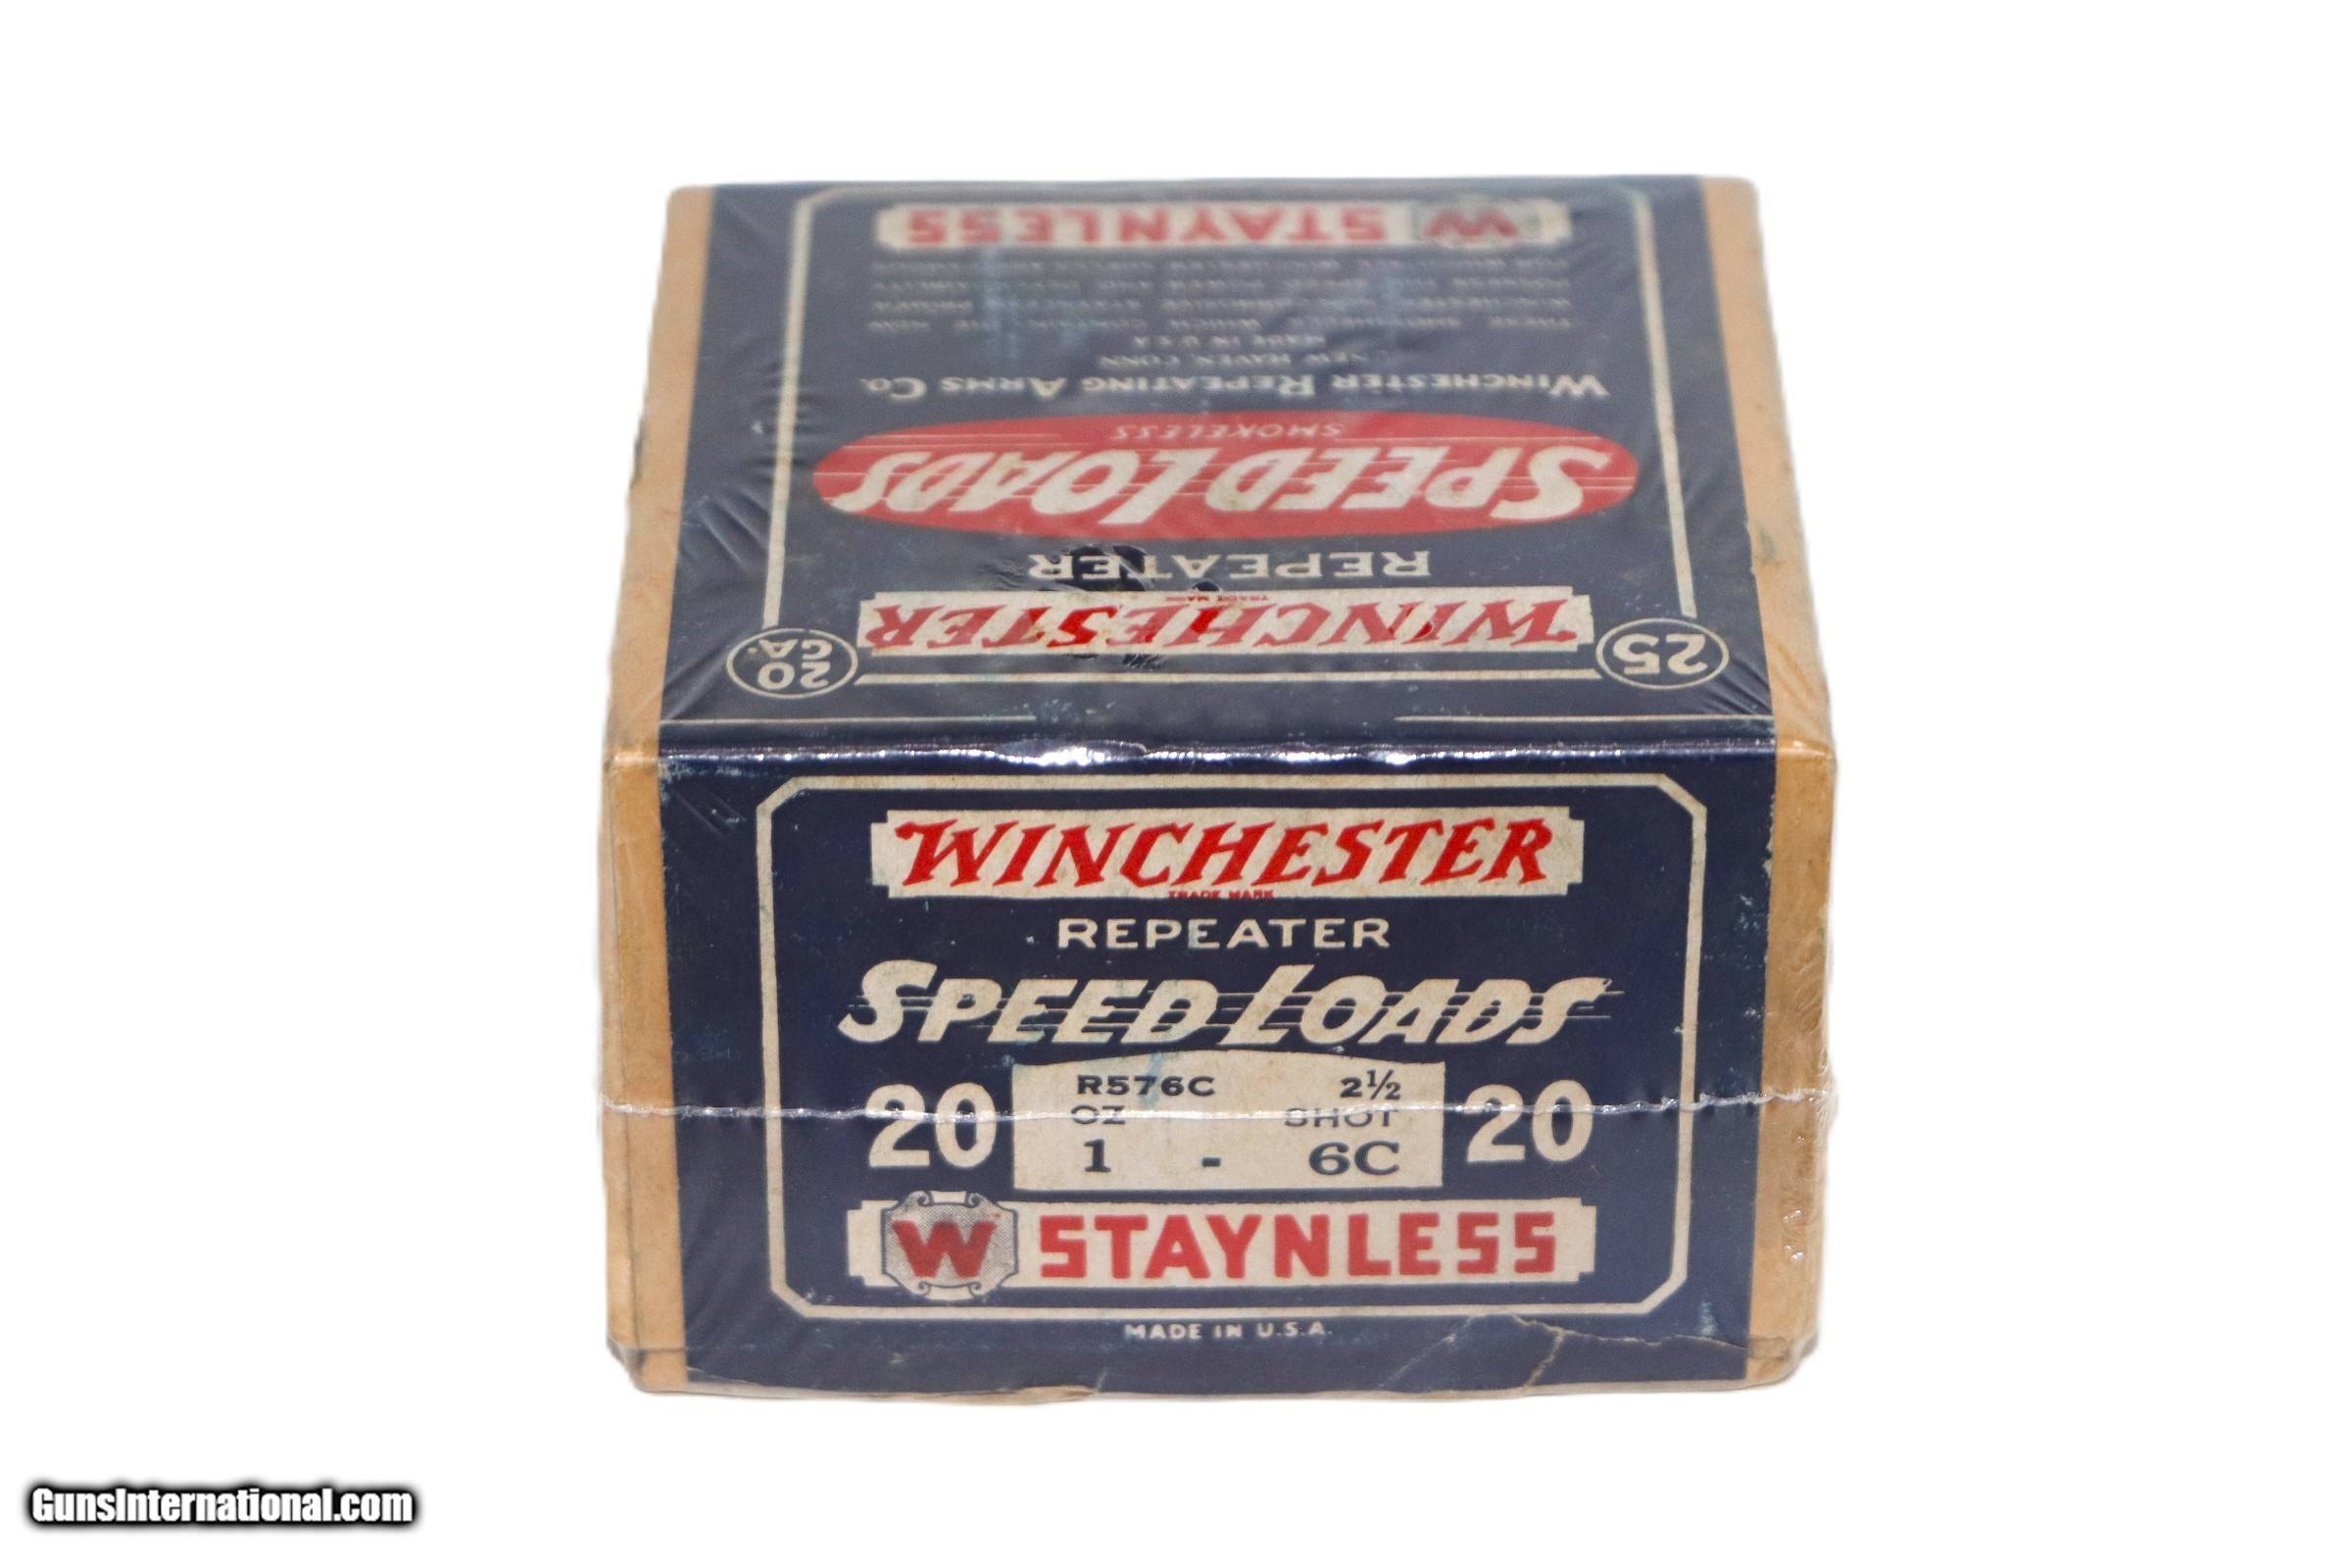 W STAYNLESS
SPEED LOADS
SMOKELESS
WINCHESTER REPEATING ARMS CO.
NEW HAVEN, CONN
MADE IN U.S.A.
REPEATER
WINCHESTER
TRADE MARK
25
20 GA.
WINCHESTER
TRADE MARK
REPEATER
SPEED LOADS
20 R576C 2½ 20
OZ SHOT
1 - 6C
W STAYNLESS
MADE IN U.S.A.
GunsInternational.com